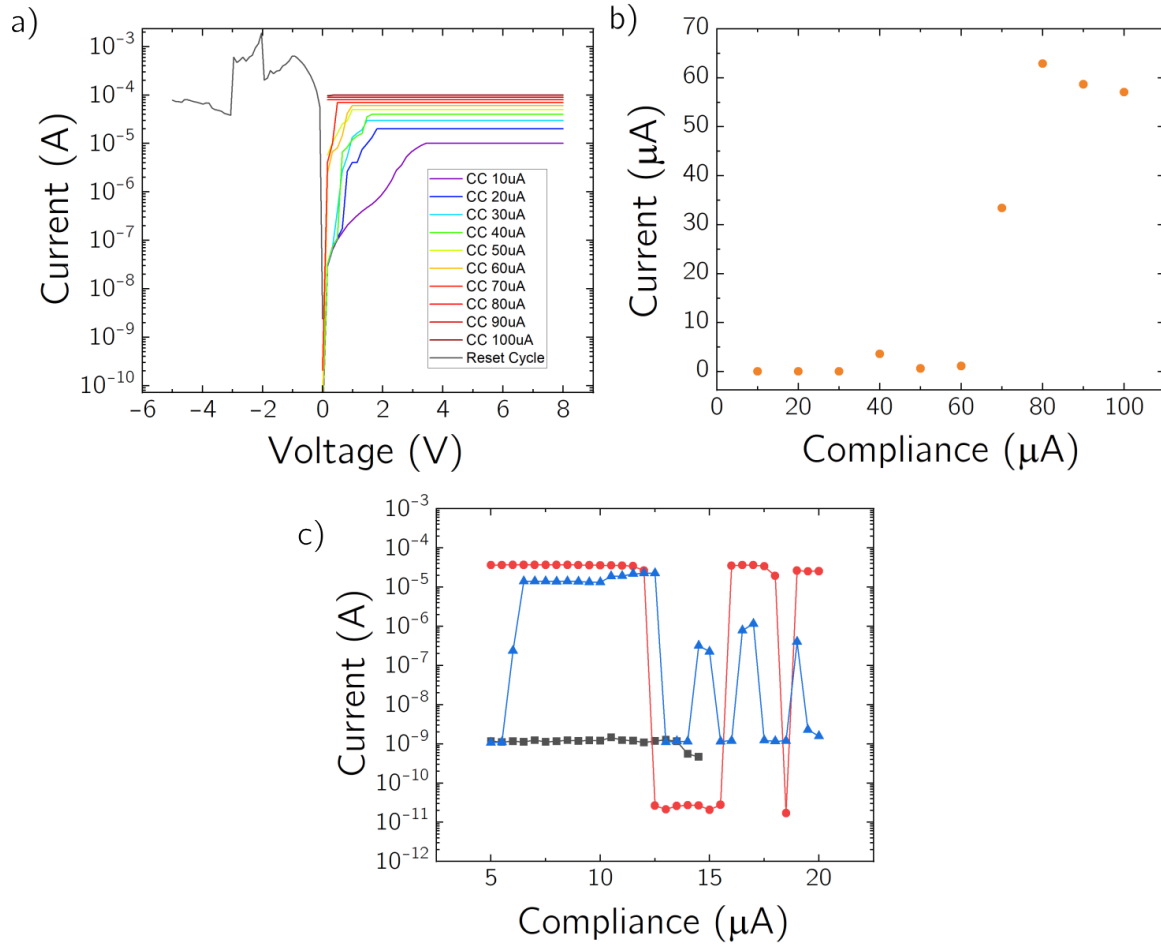 a)
Current (A)
10⁻³
10⁻⁴
10⁻⁵
10⁻⁶
10⁻⁷
10⁻⁸
10⁻⁹
10⁻¹⁰
−6 −4 −2 0 2 4 6 8
Voltage (V)
CC 10uA
CC 20uA
CC 30uA
CC 40uA
CC 50uA
CC 60uA
CC 70uA
CC 80uA
CC 90uA
CC 100uA
Reset Cycle
b)
Current (μA)
70
60
50
40
30
20
10
0
0 20 40 60 80 100
Compliance (μA)
c)
Current (A)
10⁻³
10⁻⁴
10⁻⁵
10⁻⁶
10⁻⁷
10⁻⁸
10⁻⁹
10⁻¹⁰
10⁻¹¹
10⁻¹²
5 10 15 20
Compliance (μA)